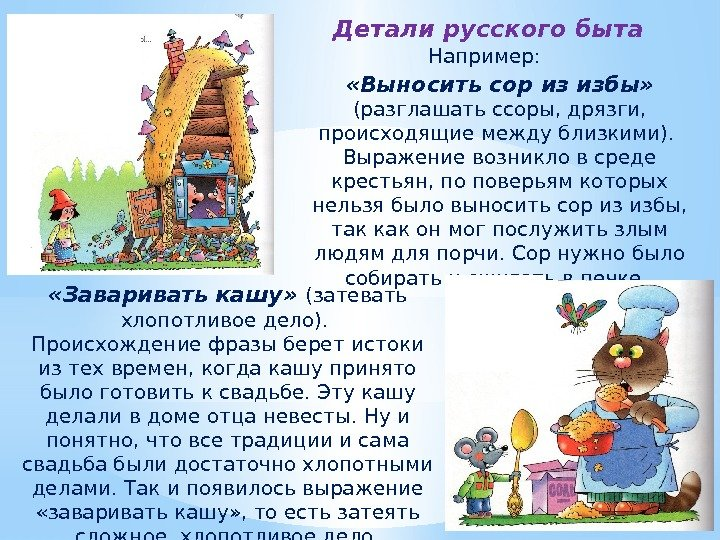 Детали русского быта
Например:
«Выносить сор из избы»
(разглашать ссоры, дрязги,
происходящие между близкими).
Выражение возникло в среде
крестьян, по поверьям которых
нельзя было выносить сор из избы,
так как он мог послужить злым
людям для порчи. Сор нужно было
собирать и сжигать в печке.
«Заваривать кашу» (затевать
хлопотливое дело).
Происхождение фразы берет истоки
из тех времен, когда кашу принято
было готовить к свадьбе. Эту кашу
делали в доме отца невесты. Ну и
понятно, что все традиции и сама
свадьба были достаточно хлопотными
делами. Так и появилось выражение
«заваривать кашу», то есть затеять
сложное, хлопотливое дело.
СОЛЬ